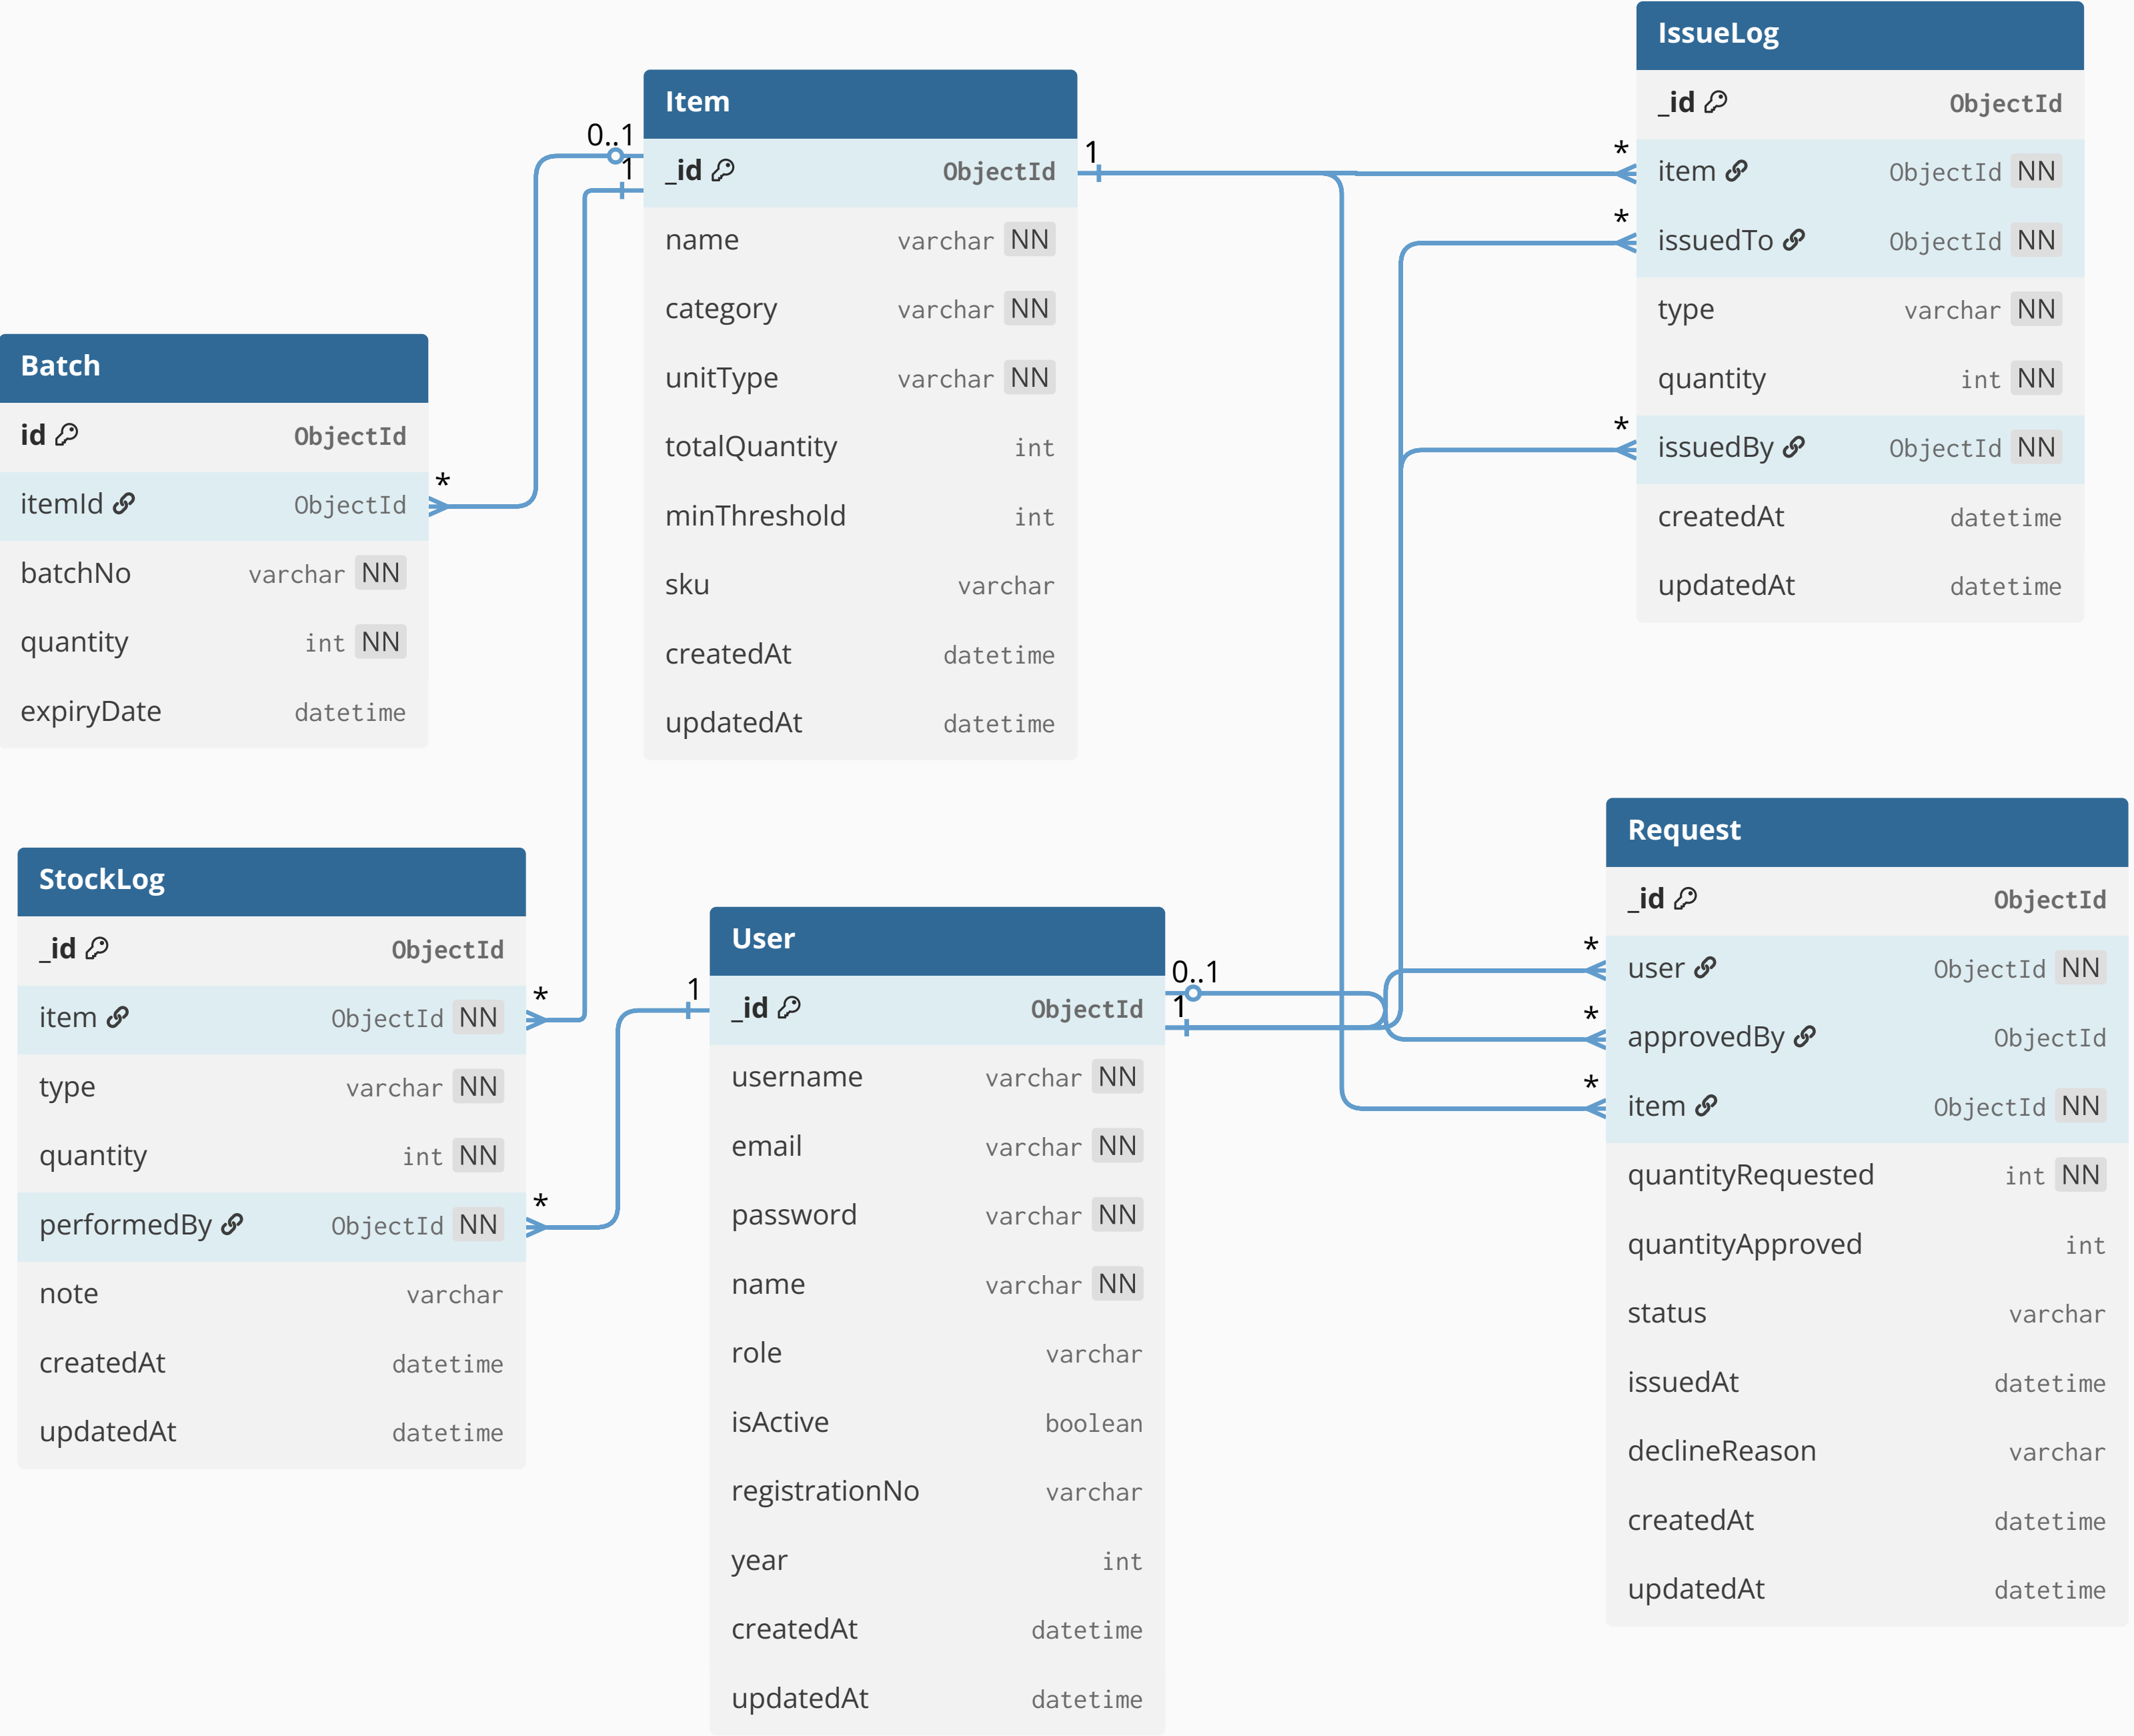 IssueLog
_id ObjectId
* item ObjectId NN
* issuedTo ObjectId NN
type varchar NN
quantity int NN
* issuedBy ObjectId NN
createdAt datetime
updatedAt datetime
Item
0..1
1 _id ObjectId 1
name varchar NN
category varchar NN
unitType varchar NN
totalQuantity int
minThreshold int
sku varchar
createdAt datetime
updatedAt datetime
Batch
id ObjectId
itemId ObjectId *
batchNo varchar NN
quantity int NN
expiryDate datetime
StockLog
_id ObjectId
item ObjectId NN *
type varchar NN
quantity int NN
performedBy ObjectId NN *
note varchar
createdAt datetime
updatedAt datetime
User
0..1
1 _id ObjectId 1
username varchar NN
email varchar NN
password varchar NN
name varchar NN
role varchar
isActive boolean
registrationNo varchar
year int
createdAt datetime
updatedAt datetime
Request
_id ObjectId
* user ObjectId NN
* approvedBy ObjectId
* item ObjectId NN
quantityRequested int NN
quantityApproved int
status varchar
issuedAt datetime
declineReason varchar
createdAt datetime
updatedAt datetime